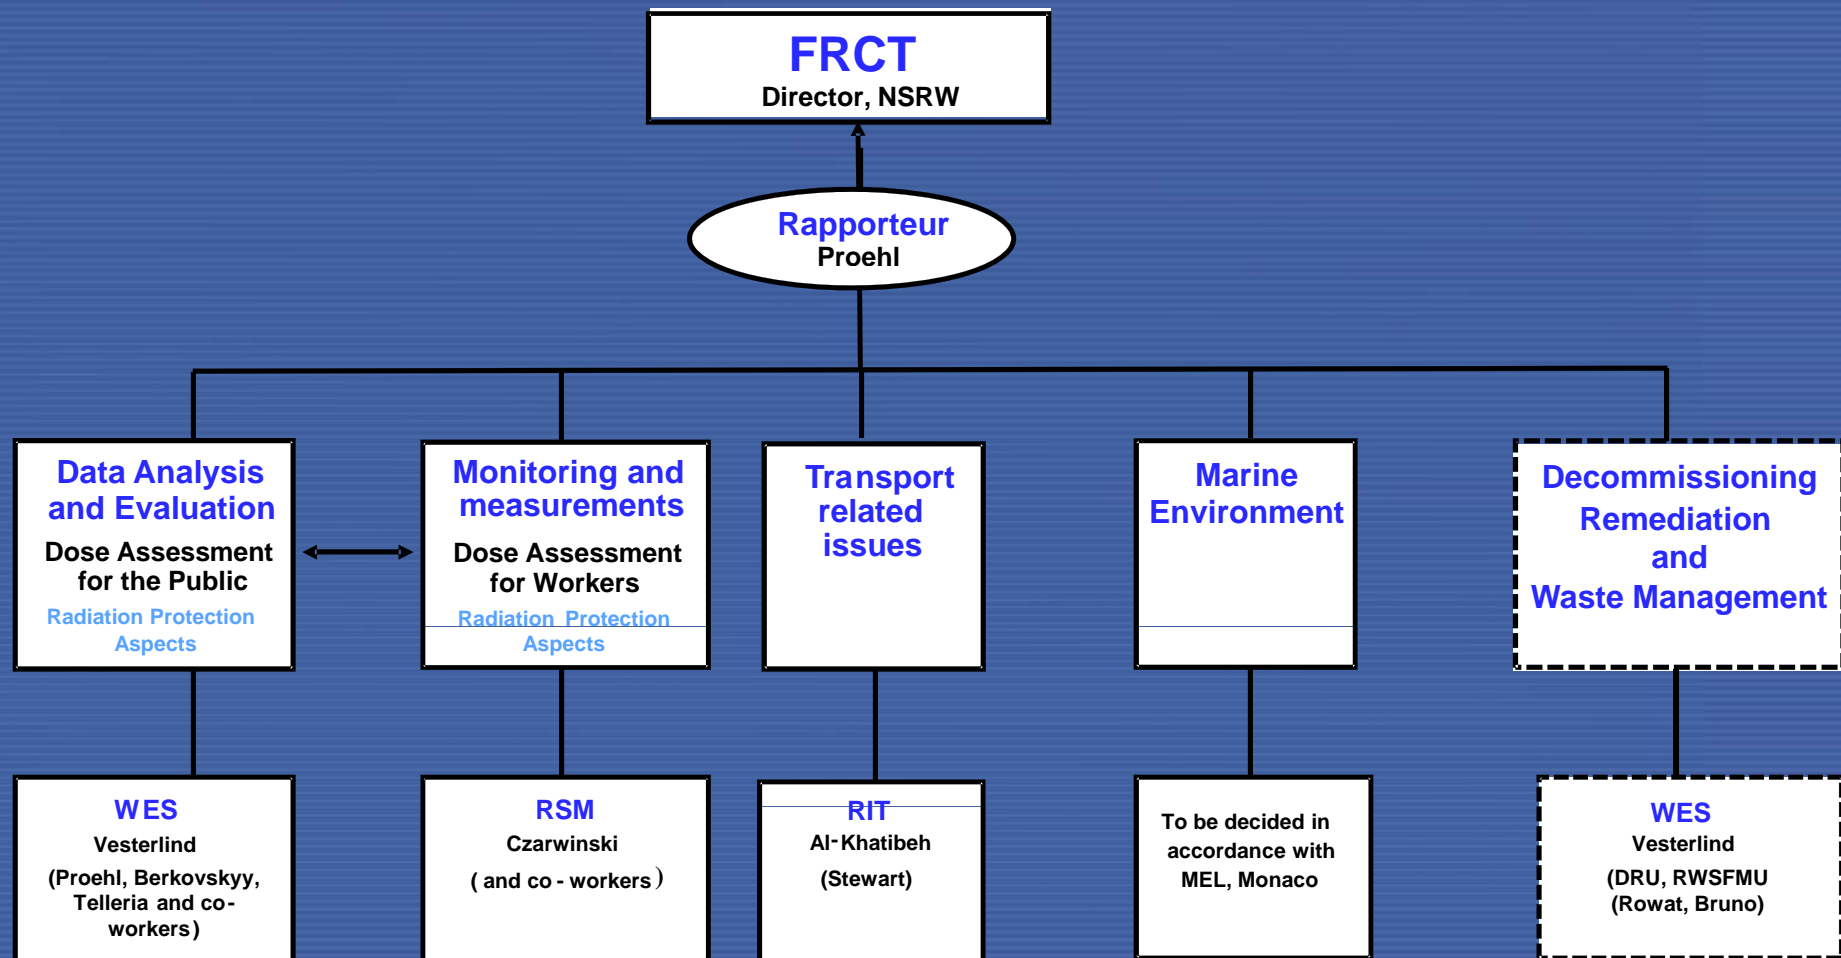 FRCT
Director, NSRW
Rapporteur
Proehl
Data Analysis
and Evaluation
Dose Assessment
for the Public
Radiation Protection
Aspects
Monitoring and
measurements
Dose Assessment
for Workers
Radiation Protection
Aspects
Transport
related
issues
Marine
Environment
Decommissioning
Remediation
and
Waste Management
WES
Vesterlind
(Proehl, Berkovskyy,
Telleria and co-
workers)
RSM
Czarwinski
( and co - workers )
RIT
Al-Khatibeh
(Stewart)
To be decided in
accordance with
MEL, Monaco
WES
Vesterlind
(DRU, RWSFMU
(Rowat, Bruno)